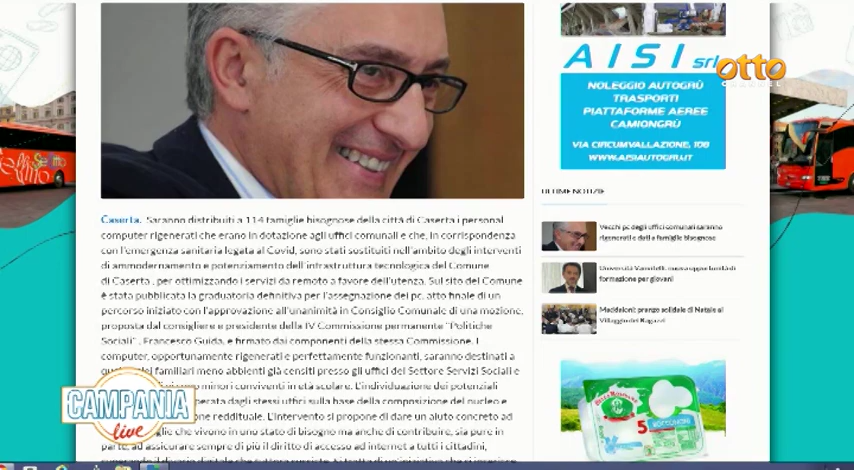 AISI srl
otto
CHANNEL
NOLEGGIO AUTOGRÙ
TRASPORTI
PIATTAFORME AEREE
CAMIONGRÙ
VIA CIRCUMVALLAZIONE, 108
WWW.AISIAUTOGRU.IT
ULTIME NOTIZIE
Vecchi pc degli uffici comunali saranno
rigenerati e dati a famiglie bisognose
Università Vanvitelli, nuove opportunità di
formazione per giovani
Maddaloni: pranzo solidale di Natale al
Villaggio dei Ragazzi
5
BOCCONCINI
Caserta. Saranno distribuiti a 114 famiglie bisognose della città di Caserta i personal
computer rigenerati che erano in dotazione agli uffici comunali e che, in corrispondenza
con l'emergenza sanitaria legata al Covid, sono stati sostituiti nell'ambito degli interventi
di ammodernamento e potenziamento dell'infrastruttura tecnologica del Comune
di Caserta , per ottimizzando i servizi da remoto a favore dell'utenza. Sul sito del Comune
è stata pubblicata la graduatoria definitiva per l'assegnazione dei pc, atto finale di un
percorso iniziato con l'approvazione all'unanimità in Consiglio Comunale di una mozione,
proposta dal consigliere e presidente della IV Commissione permanente "Politiche
Sociali" , Francesco Guida, e firmato dai componenti della stessa Commissione. I
computer, opportunamente rigenerati e perfettamente funzionanti, saranno destinati a
familiari meno abbienti già censiti presso gli uffici del Settore Servizi Sociali e
minori conviventi in età scolare. L'individuazione dei potenziali
dagli stessi uffici sulla base della composizione del nucleo e
reddituale. L'intervento si propone di dare un aiuto concreto ad
che vivono in uno stato di bisogno ma anche di contribuire, sia pure in
parte, ad assicurare sempre di più il diritto di accesso ad internet a tutti i cittadini,
CAMPANIA
live